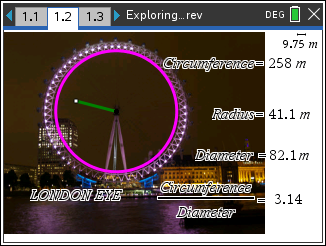 1.1 1.2 1.3 Exploring...rev DEG
9.75 m
Circumference= 258 m
Radius= 41.1 m
Diameter = 82.1 m
LONDON EYE
Circumference
Diameter
= 3.14